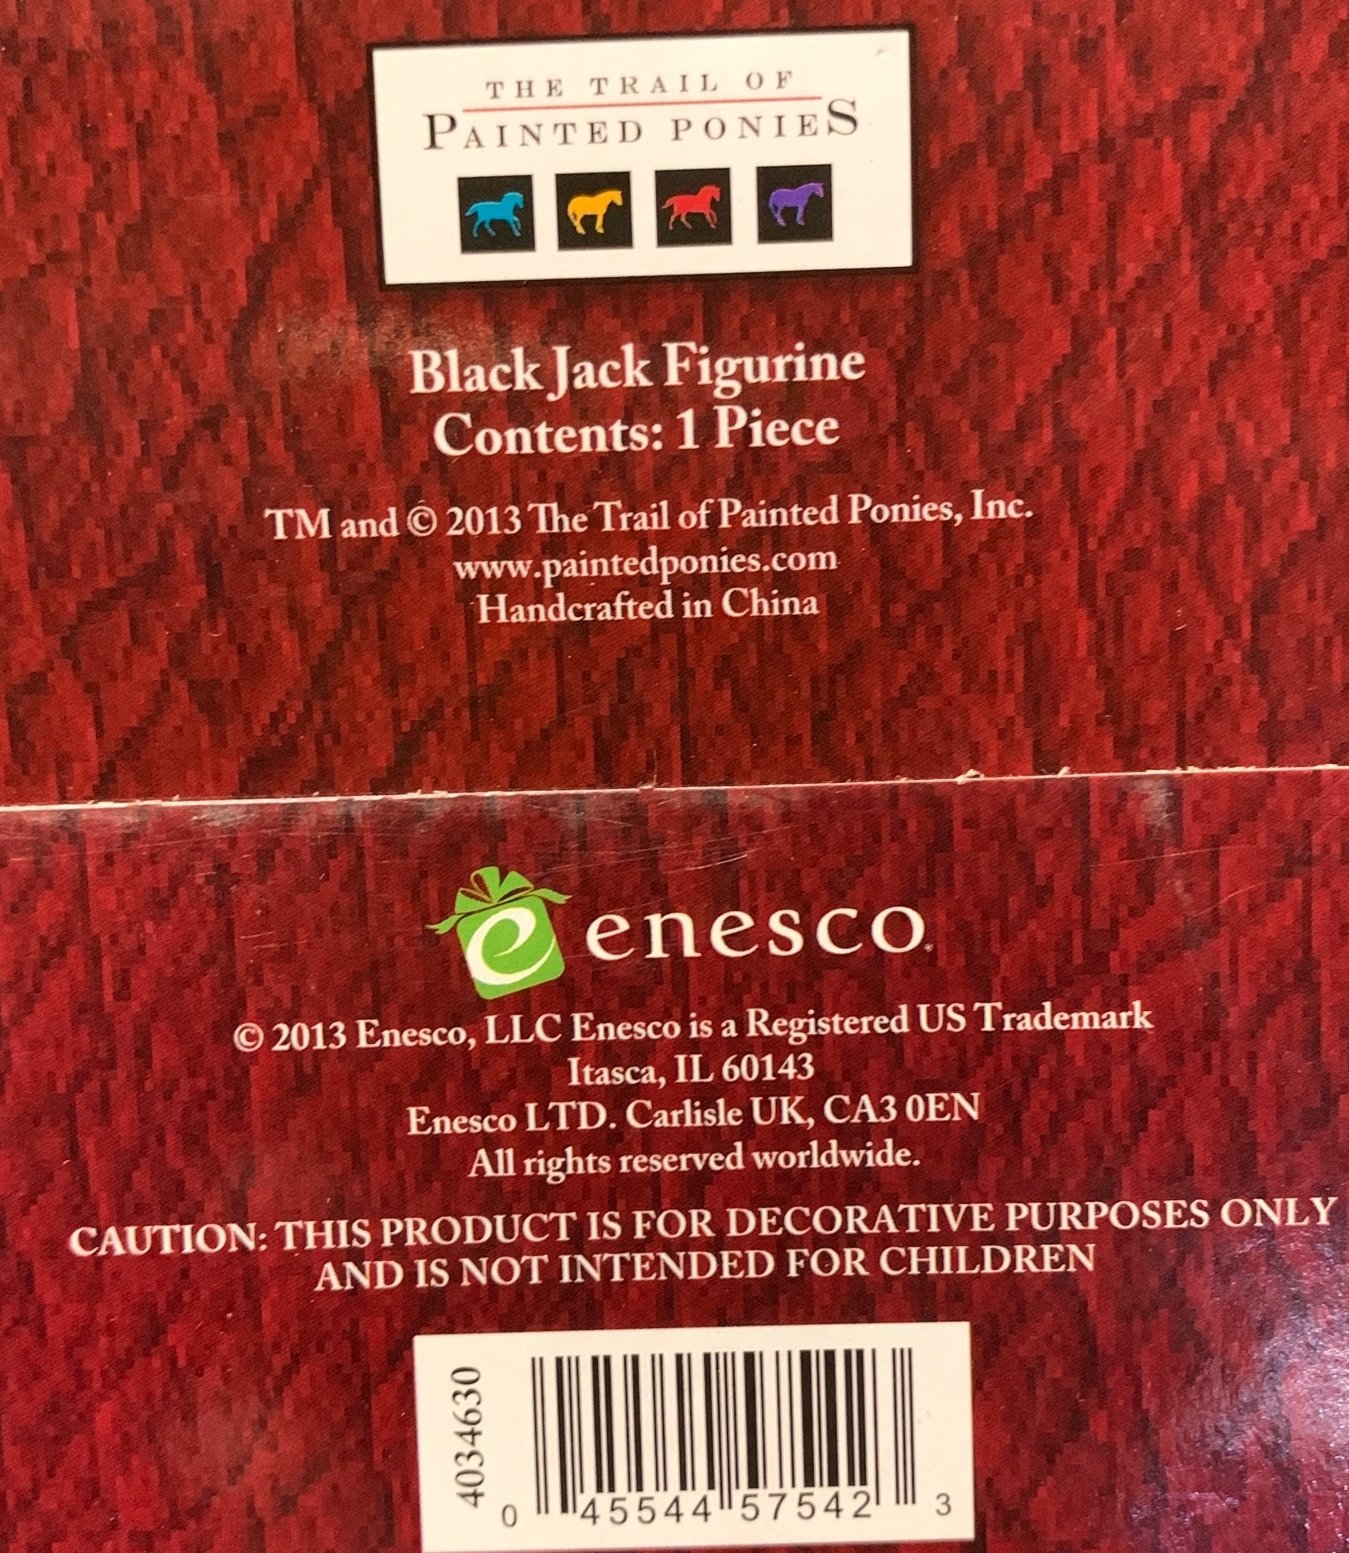 THE TRAIL OF
PAINTED PONIES
Black Jack Figurine
Contents: 1 Piece
TM and © 2013 The Trail of Painted Ponies, Inc.
www.paintedponies.com
Handcrafted in China
enesco
© 2013 Enesco, LLC Enesco is a Registered US Trademark
Itasca, IL 60143
Enesco LTD. Carlisle UK, CA3 0EN
All rights reserved worldwide.
CAUTION: THIS PRODUCT IS FOR DECORATIVE PURPOSES ONLY
AND IS NOT INTENDED FOR CHILDREN
4034630
0 45544 57542 3